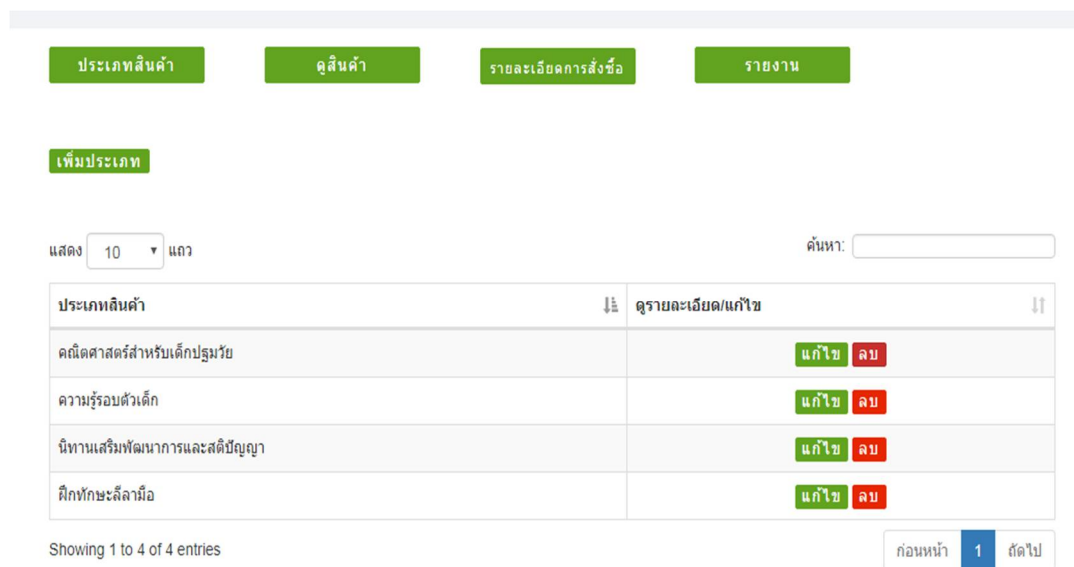 ประเภทสินค้า ดูสินค้า รายละเอียดการสั่งซื้อ รายงาน
เพิ่มประเภท
แสดง 10 แถว ค้นหา:
ประเภทสินค้า ดูรายละเอียด/แก้ไข
คณิตศาสตร์สำหรับเด็กปฐมวัย แก้ไข ลบ
ความรู้รอบตัวเด็ก แก้ไข ลบ
นิทานเสริมพัฒนาการและสติปัญญา แก้ไข ลบ
ฝึกทักษะลีลามือ แก้ไข ลบ
Showing 1 to 4 of 4 entries ก่อนหน้า 1 ถัดไป